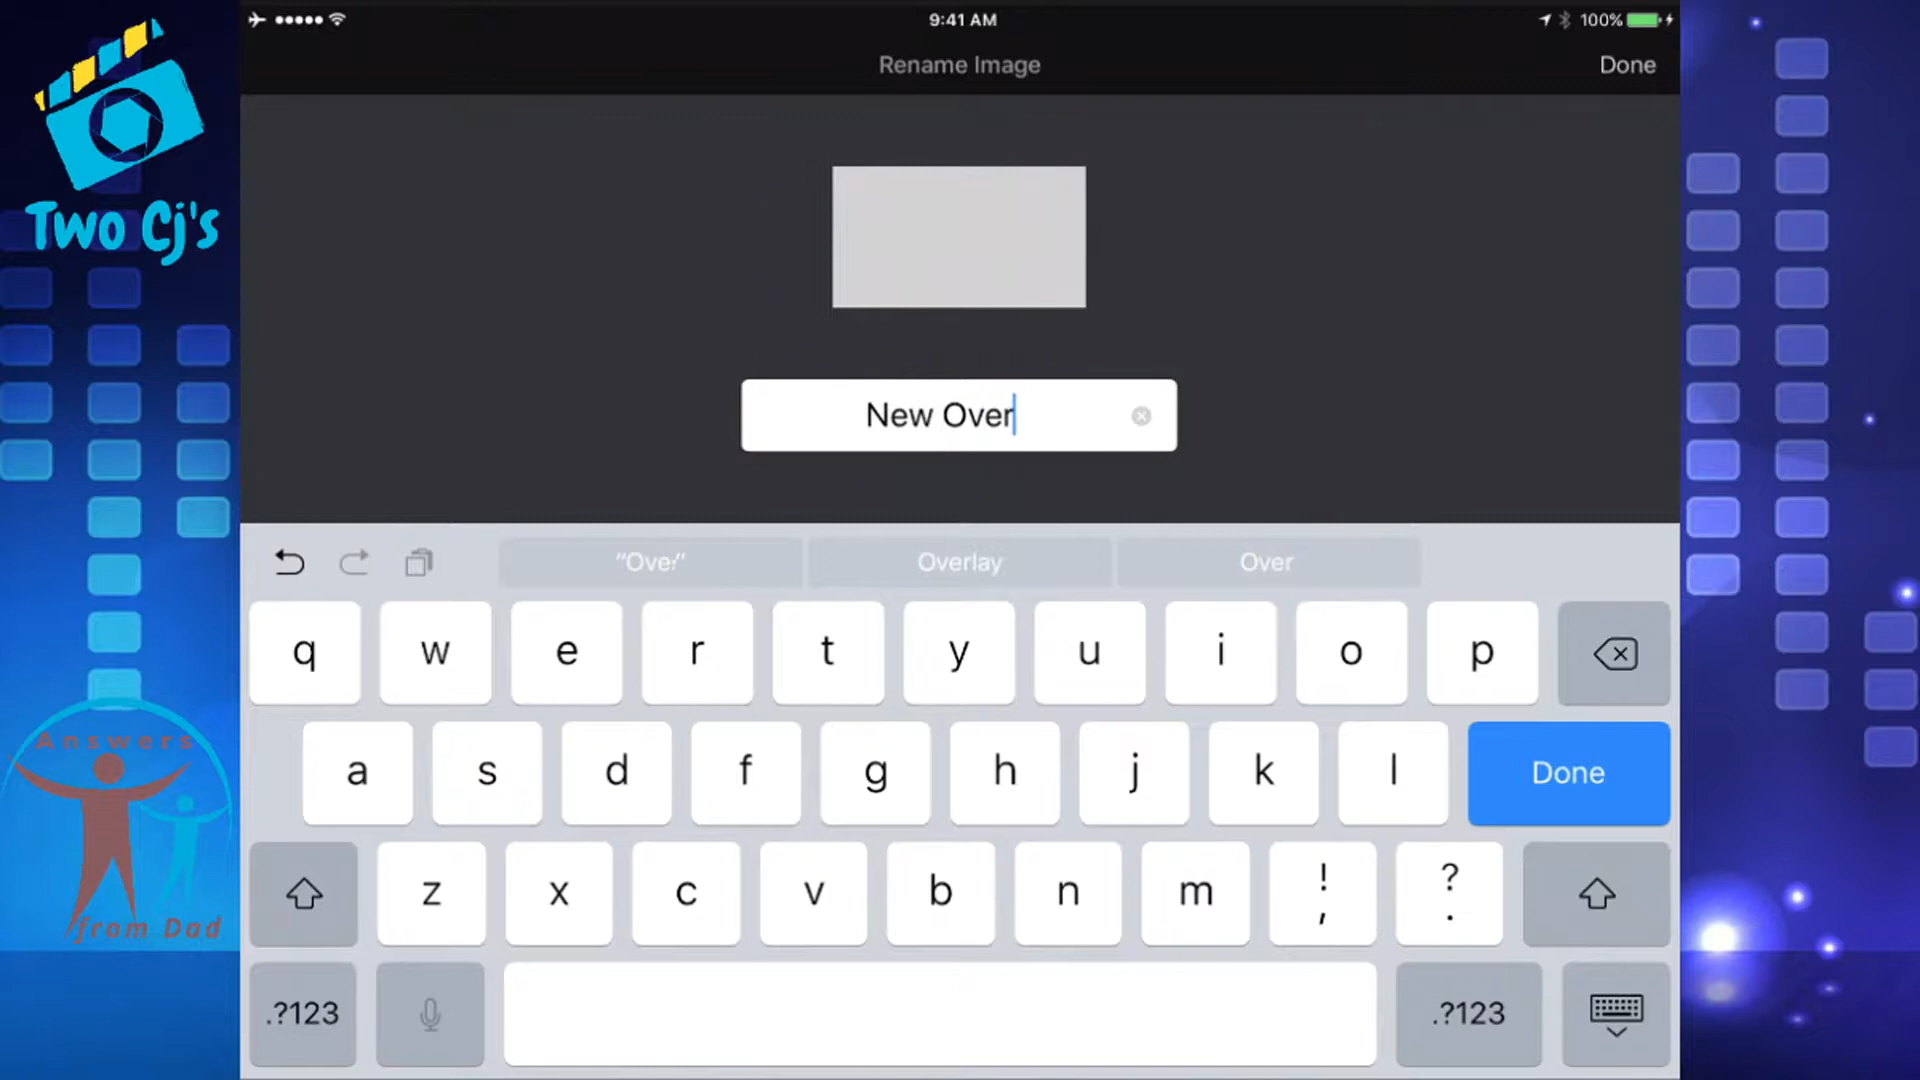 9:41 AM
100%
Rename Image
Done
Two Cj's
New Over
"Over"
Overlay
Over
q w e r t y u i o p
a s d f g h j k l Done
z x c v b n m ! , ? .
.?123
.?123
Answers
from Dad